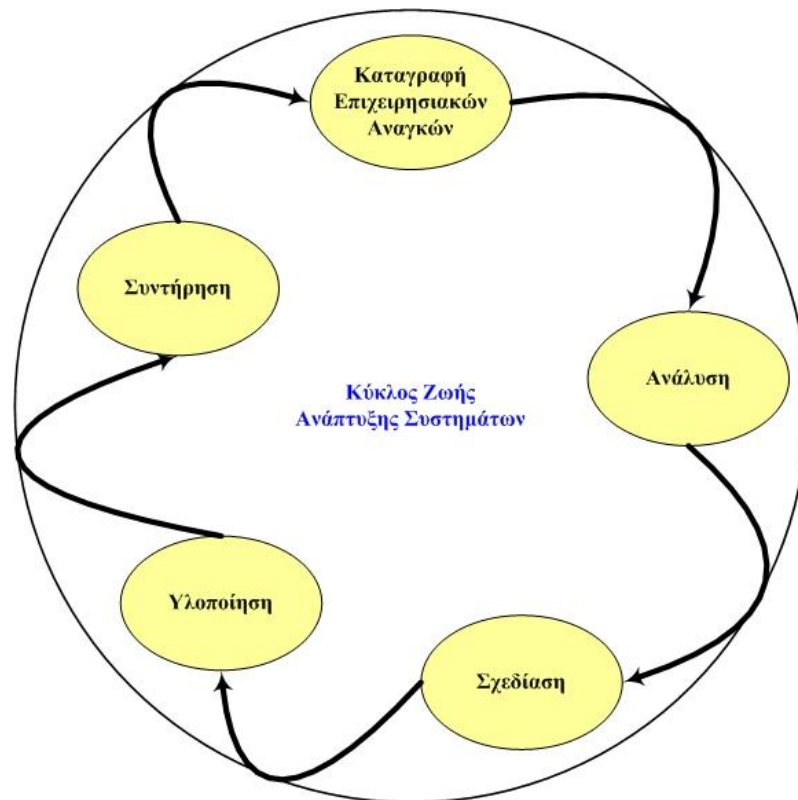 Καταγραφή
Επιχειρησιακών
Αναγκών
Συντήρηση
Ανάλυση
Κύκλος Ζωής
Ανάπτυξης Συστημάτων
Υλοποίηση
Σχεδίαση